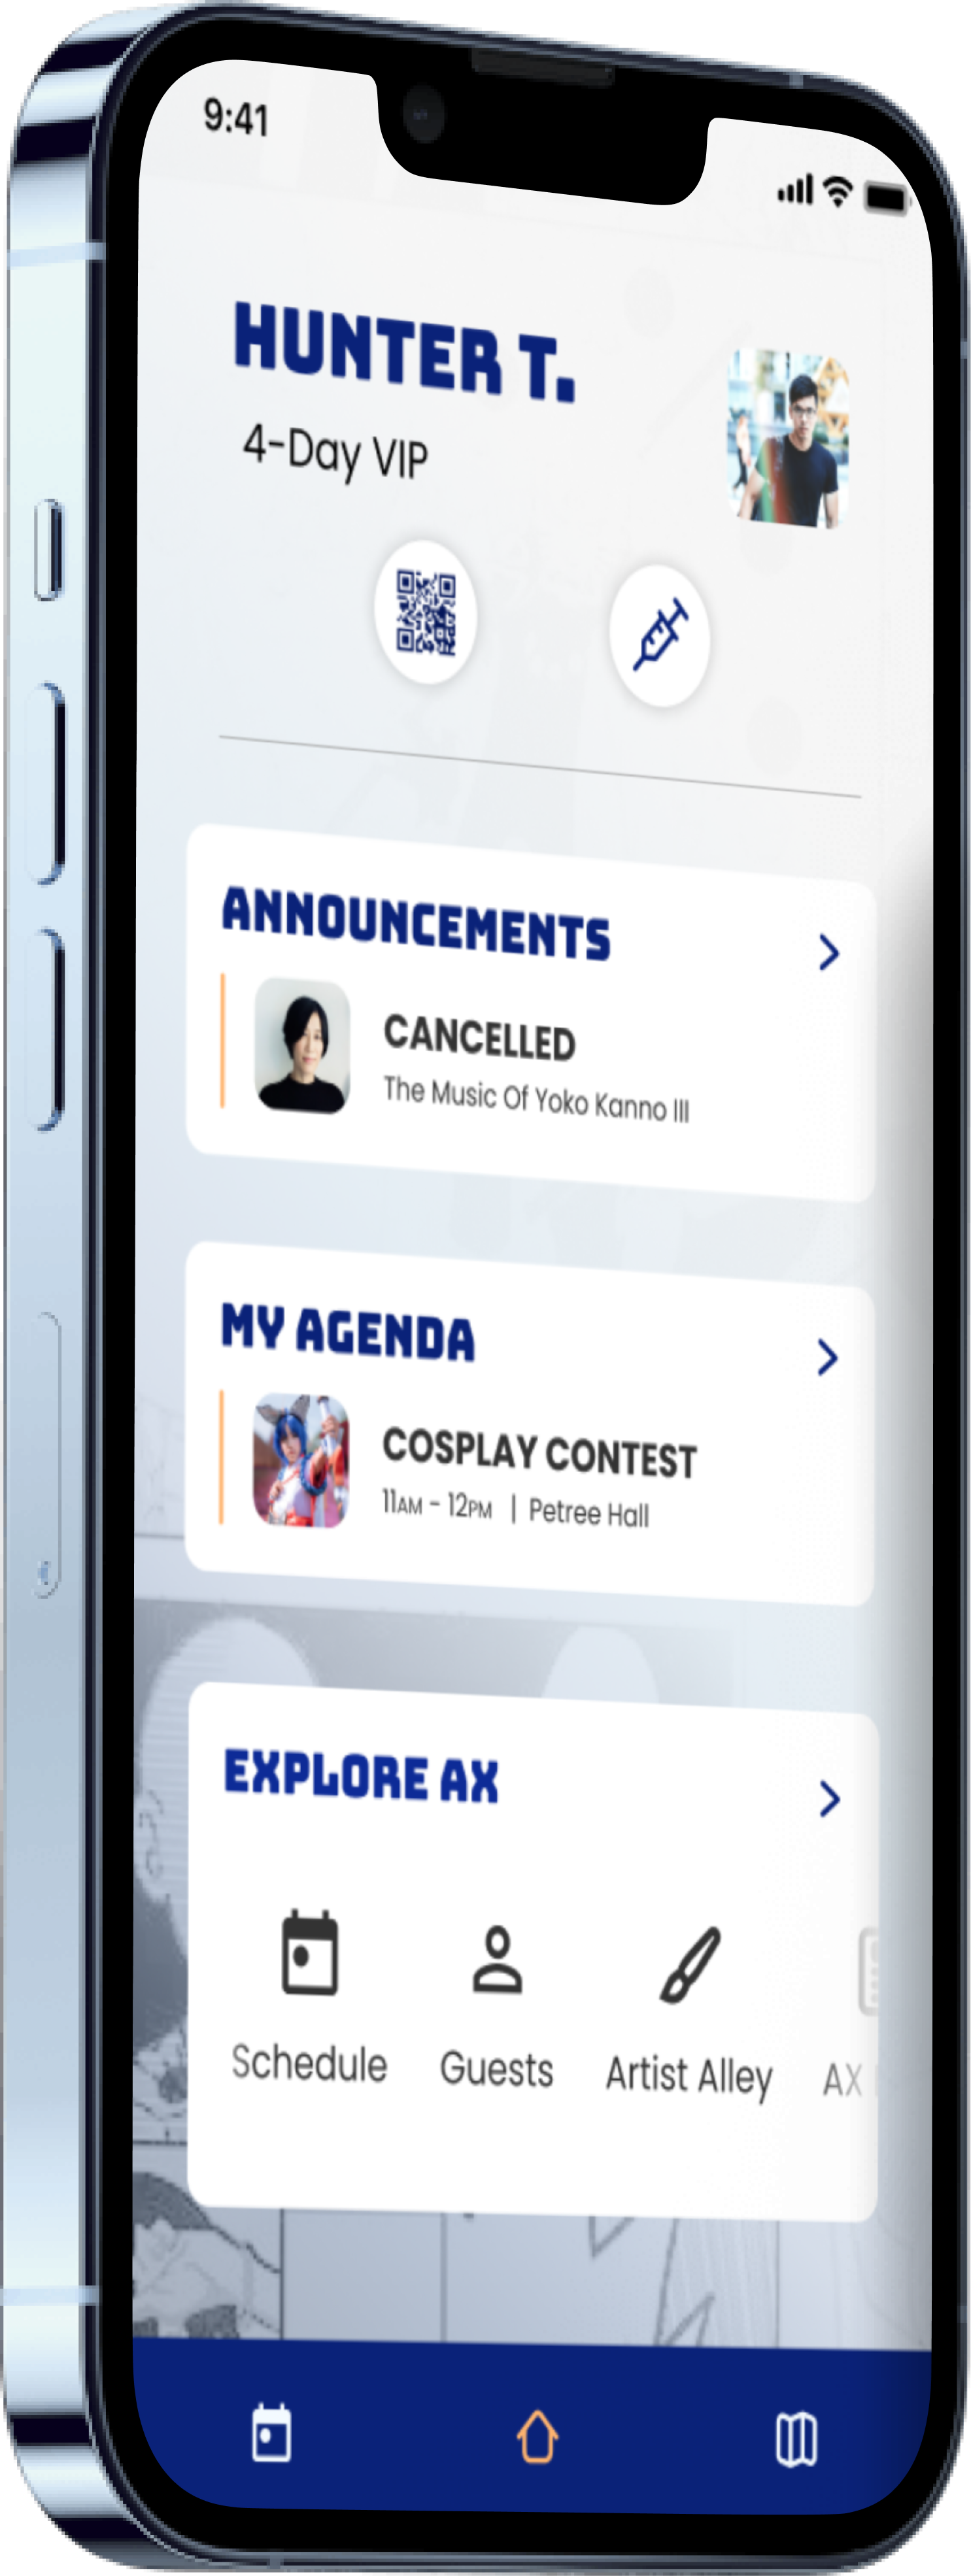 9:41
HUNTER T.
4-Day VIP
ANNOUNCEMENTS
CANCELLED
The Music Of Yoko Kanno III
MY AGENDA
COSPLAY CONTEST
11AM - 12PM | Petree Hall
EXPLORE AX
Schedule Guests Artist Alley AX